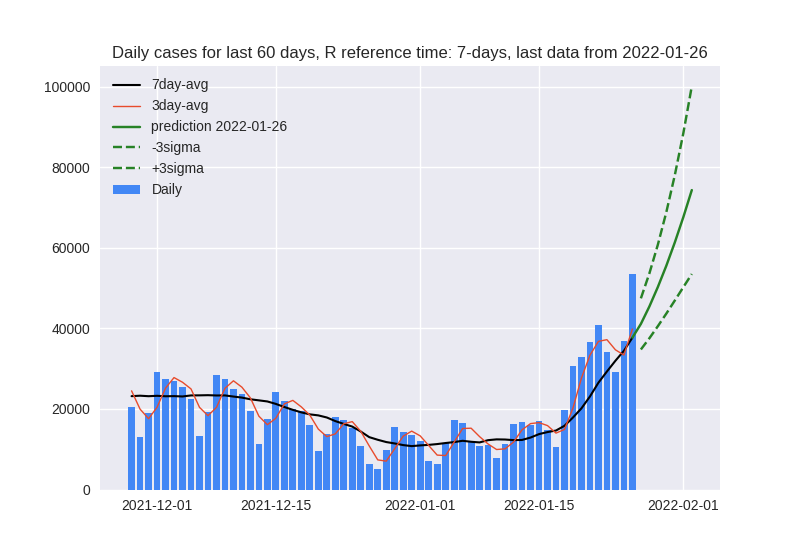 Daily cases for last 60 days, R reference time: 7-days, last data from 2022-01-26
100000
80000
60000
40000
20000
0
7day-avg
3day-avg
prediction 2022-01-26
-3sigma
+3sigma
Daily
2021-12-01
2021-12-15
2022-01-01
2022-01-15
2022-02-01